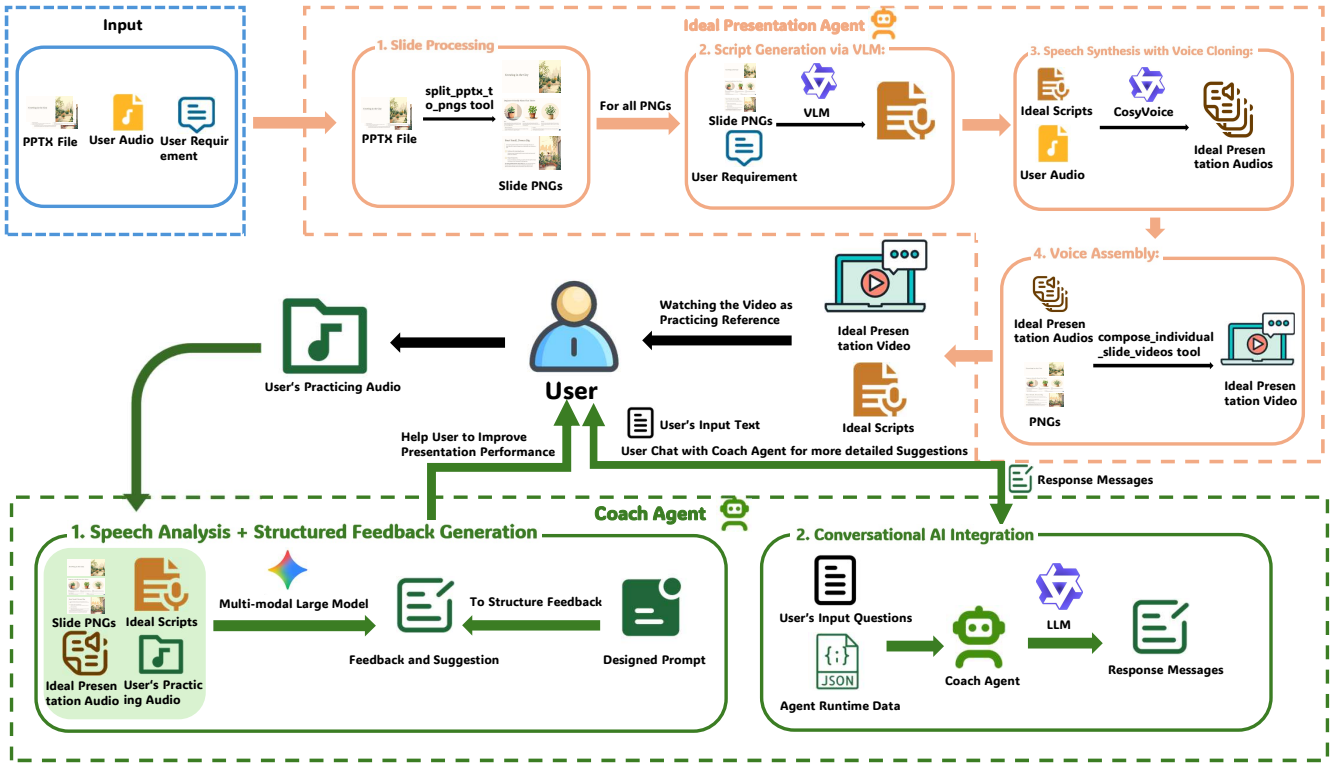 Input
PPTX File
User Audio
User Requir
ement
Ideal Presentation Agent
1. Slide Processing
PPTX File
split_pptx_t
o_pngs tool
Slide PNGs
For all PNGs
2. Script Generation via VLM:
Slide PNGs
VLM
User Requirement
3. Speech Synthesis with Voice Cloning:
Ideal Scripts
User Audio
CosyVoice
Ideal Presen
tation Audios
4. Voice Assembly:
Ideal Presen
tation Audios
PNGs
compose_individual
_slide_videos tool
Ideal Presen
tation Video
Ideal Presen
tation Video
Ideal Scripts
Watching the Video as
Practicing Reference
User
User's Practicing Audio
Help User to Improve
Presentation Performance
User's Input Text
User Chat with Coach Agent for more detailed Suggestions
Response Messages
Coach Agent
1. Speech Analysis + Structured Feedback Generation
Slide PNGs
Ideal Scripts
Ideal Presen
tation Audio
User's Practic
ing Audio
Multi-modal Large Model
Feedback and Suggestion
To Structure Feedback
Designed Prompt
2. Conversational AI Integration
User's Input Questions
{;}
JSON
Agent Runtime Data
Coach Agent
LLM
Response Messages